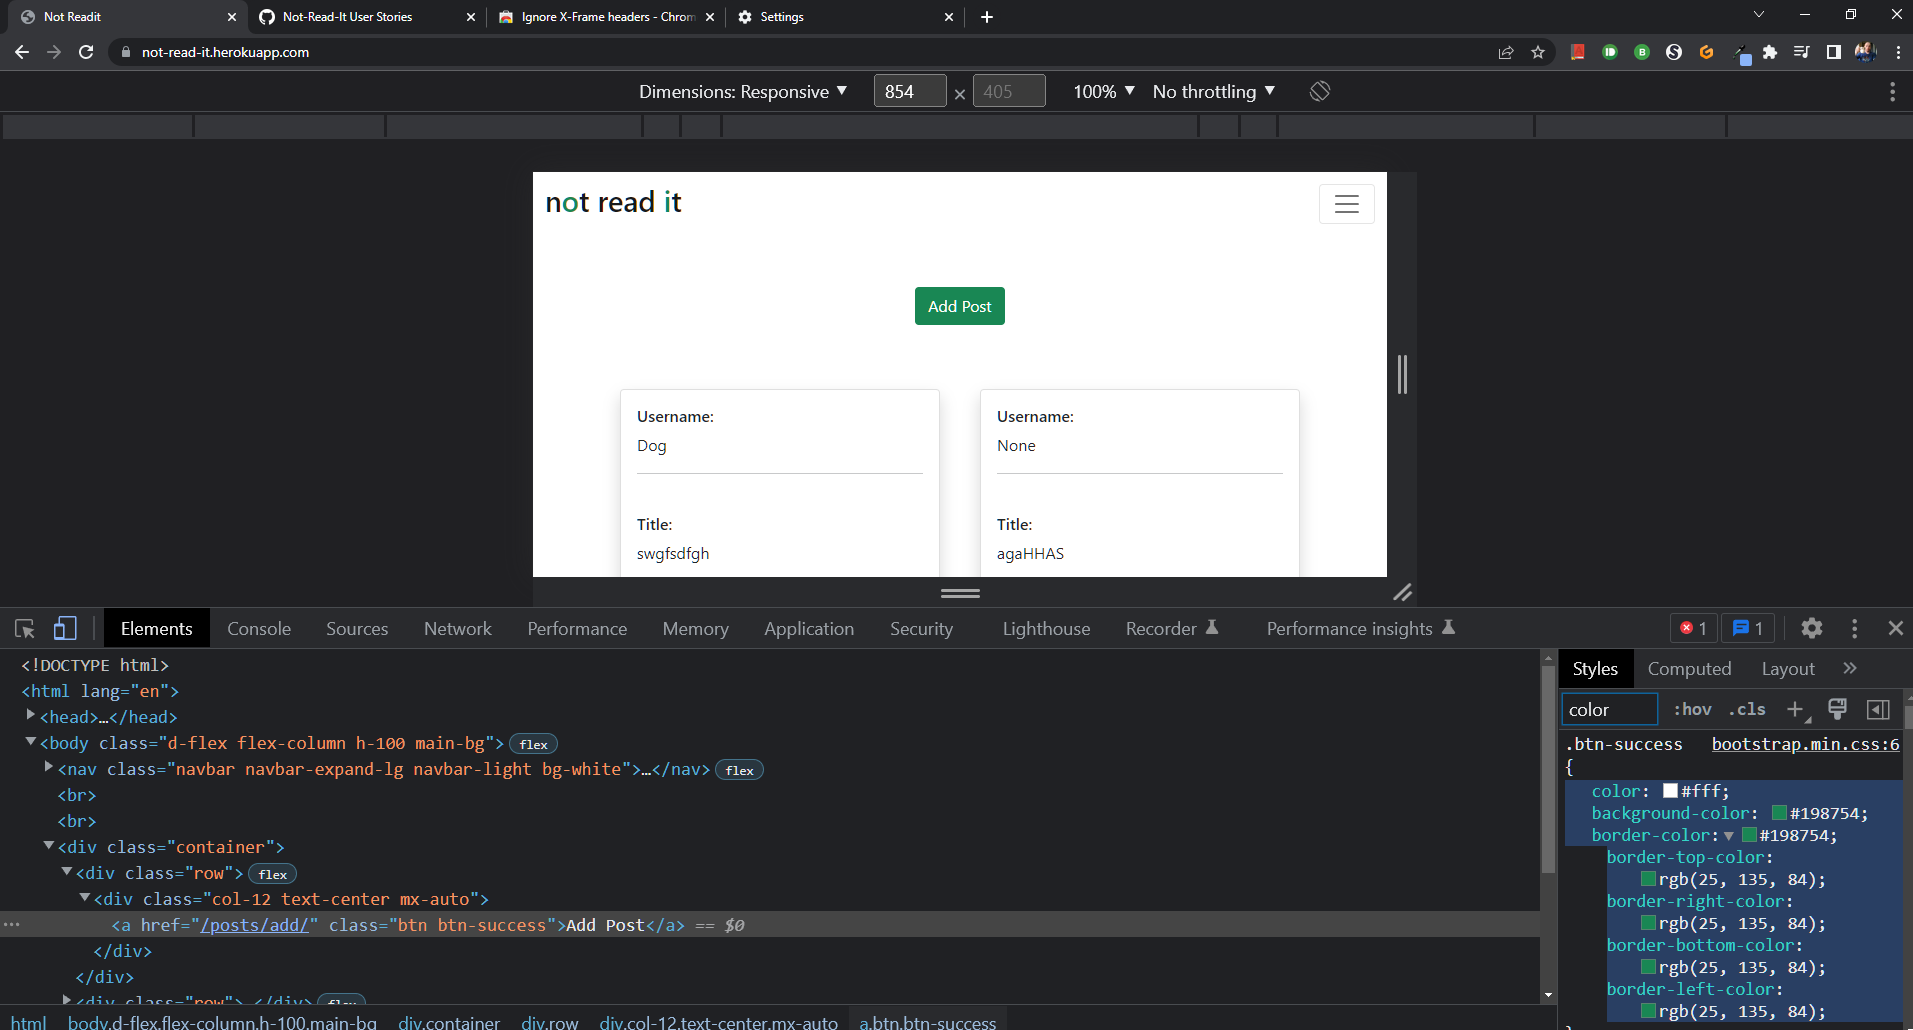 Not Readit
Not-Read-It User Stories
Ignore X-Frame headers - Chrom
Settings
not-read-it.herokuapp.com
Dimensions: Responsive ▼ 854 × 405 100% ▼ No throttling ▼
not read it
Add Post
Username:
Dog
Title:
swgfsdfgh
Username:
None
Title:
agaHHAS
Elements Console Sources Network Performance Memory Application Security Lighthouse Recorder Performance insights 1 1
<!DOCTYPE html>
<html lang="en">
<head>…</head>
<body class="d-flex flex-column h-100 main-bg"> flex
<nav class="navbar navbar-expand-lg navbar-light bg-white">…</nav> flex
<br>
<br>
<div class="container">
<div class="row"> flex
<div class="col-12 text-center mx-auto">
<a href="/posts/add/" class="btn btn-success">Add Post</a> == $0
</div>
</div>
<div class="row">…</div> flex
html body.d-flex.flex-column.h-100.main-bg div.container div.row div.col-12.text-center.mx-auto a.btn.btn-success
Styles Computed Layout »
color :hov .cls +
.btn-success bootstrap.min.css:6
{
color: #fff;
background-color: #198754;
border-color: #198754;
border-top-color:
rgb(25, 135, 84);
border-right-color:
rgb(25, 135, 84);
border-bottom-color:
rgb(25, 135, 84);
border-left-color:
rgb(25, 135, 84);
}